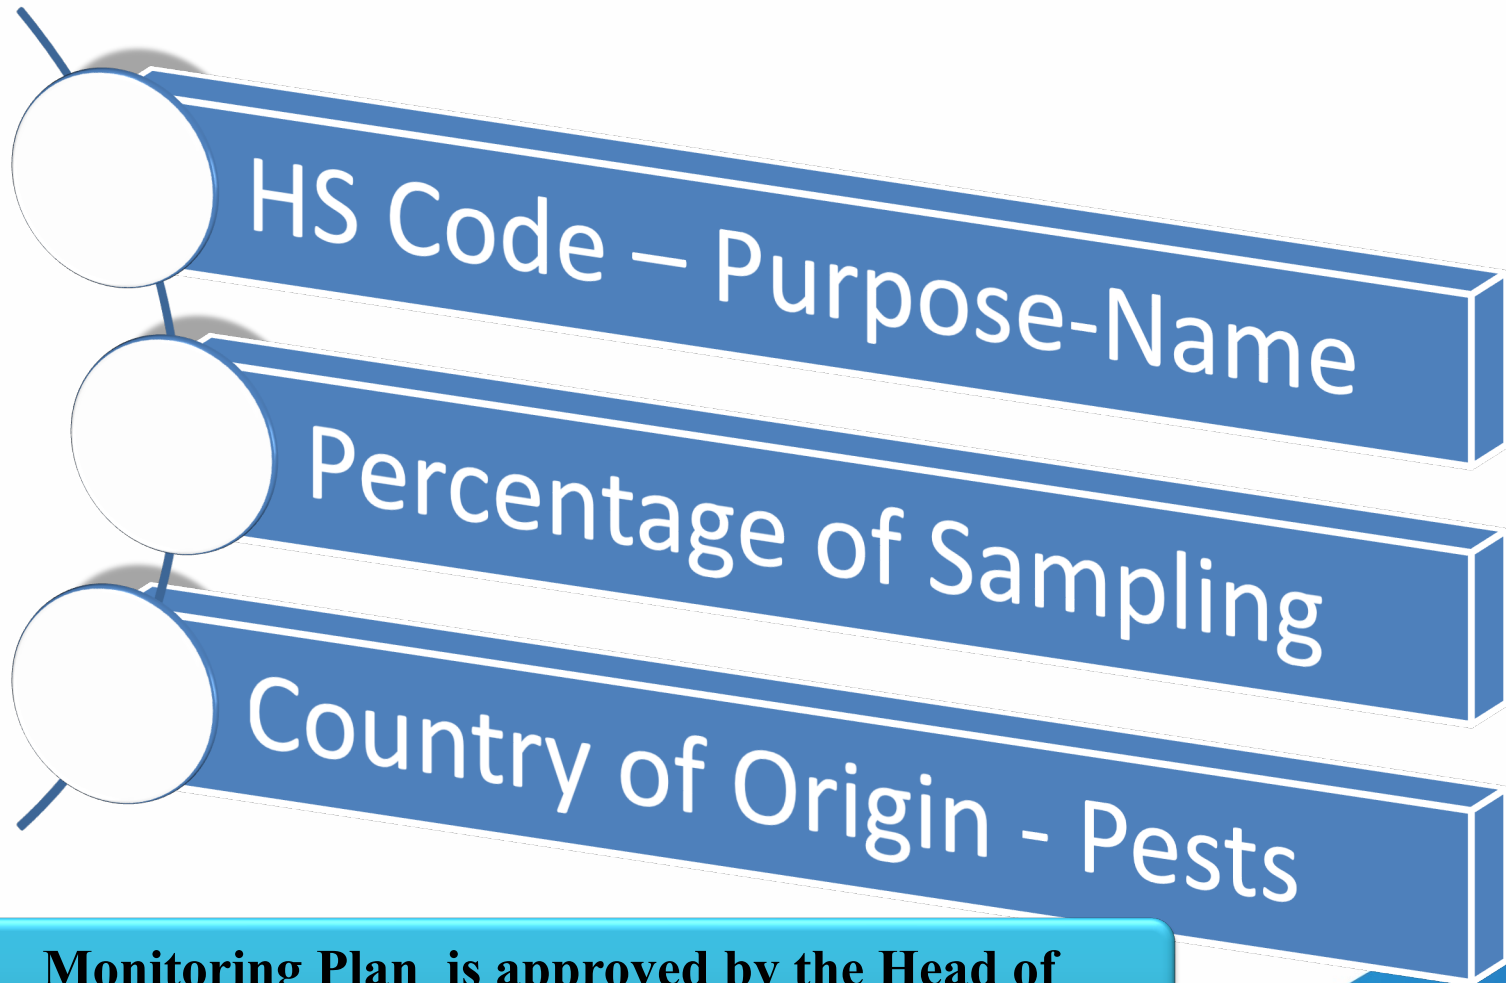 HS Code – Purpose-Name
Percentage of Sampling
Country of Origin - Pests
Monitoring Plan is approved by the Head of